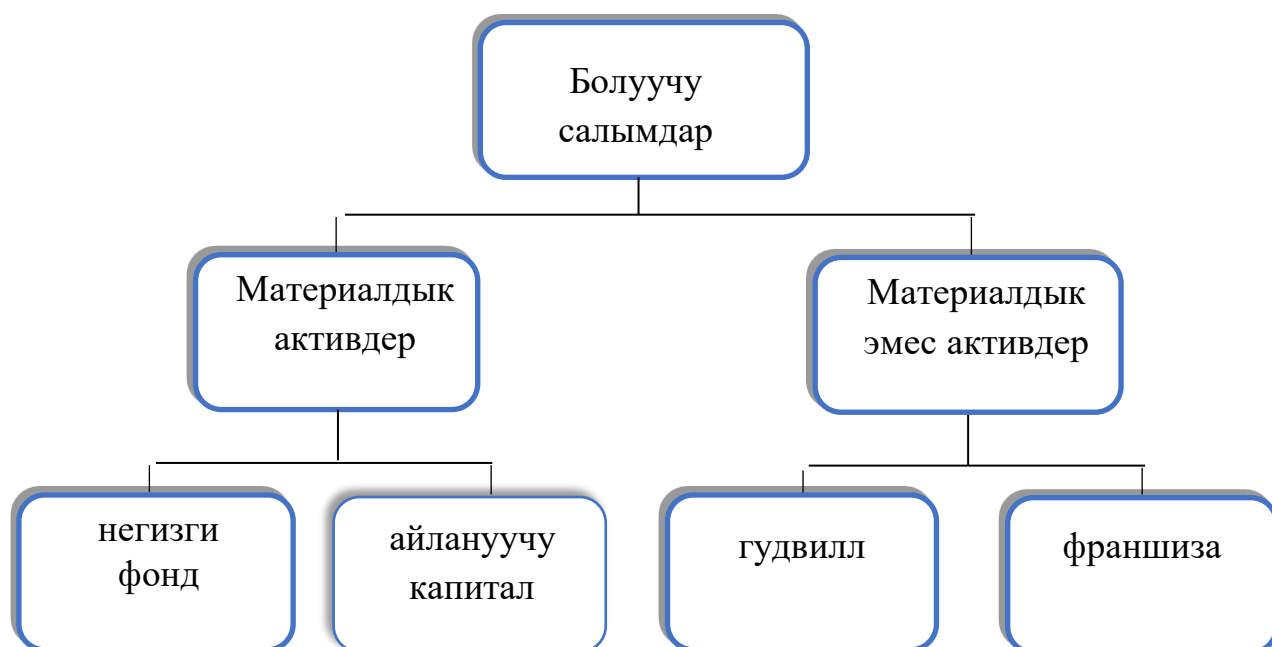 Болуучу
салымдар
Материалдык
активдер
Материалдык
эмес активдер
негизги
фонд
айлануучу
капитал
гудвилл
франшиза